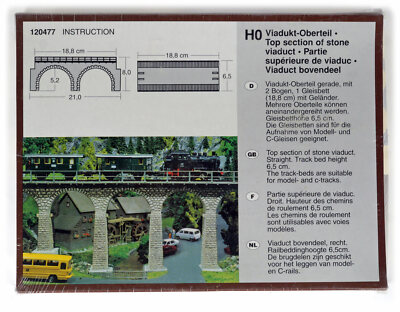 120477 INSTRUCTION
18,8 cm
18,8 cm
8,0
5,2
6,5
21,0
H0 Viadukt-Oberteil •
Top section of stone
viaduct • Partie
supérieure de viaduc •
Viaduct bovendeel
D Viadukt-Oberteil gerade, mit
2 Bogen, 1 Gleisbett
(18,8 cm) mit Geländer.
Mehrere Oberteile können
aneinandergereiht werden.
Gleisbetthöhe 6,5 cm.
Die Gleisbetten sind für die
Aufnahme von Modell- und
C-Gleisen geeignet.
GB Top section of stone viaduct.
Straight. Track bed height
6,5 cm.
The track-beds are suitable
for model- and c-tracks.
F Partie supérieure de viaduc.
Droit. Hauteur des chemins
de roulement 6,5 cm.
Les chemins de roulement
sont utilisables avec voies
modèles.
NL Viaduct bovendeel, recht.
Railbeddinghoogte 6,5cm.
De brugdelen zijn geschikt
voor het leggen van model-
en C-rails.